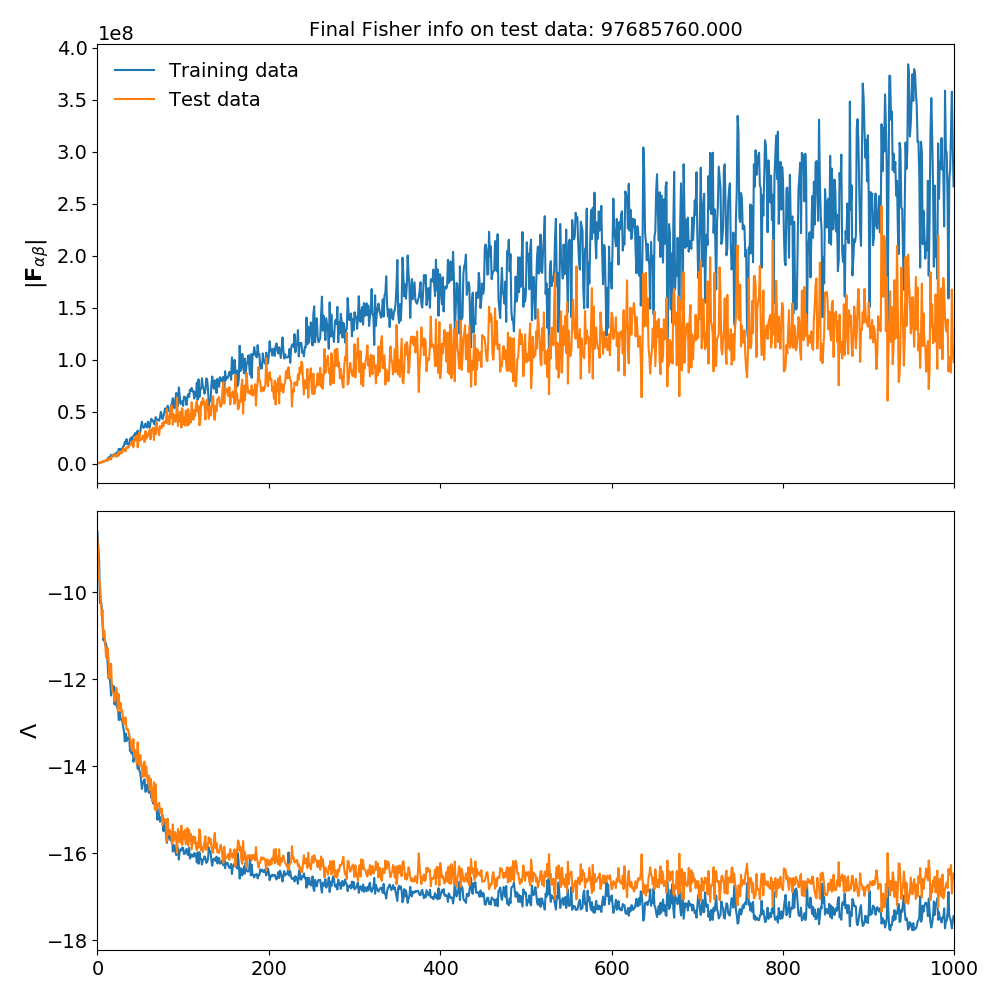 Final Fisher info on test data: 97685760.000
1e8
Training data
Test data
4.0
3.5
3.0
2.5
2.0
1.5
1.0
0.5
0.0
|F_{αβ}|
−10
−12
−14
−16
−18
Λ
0 200 400 600 800 1000